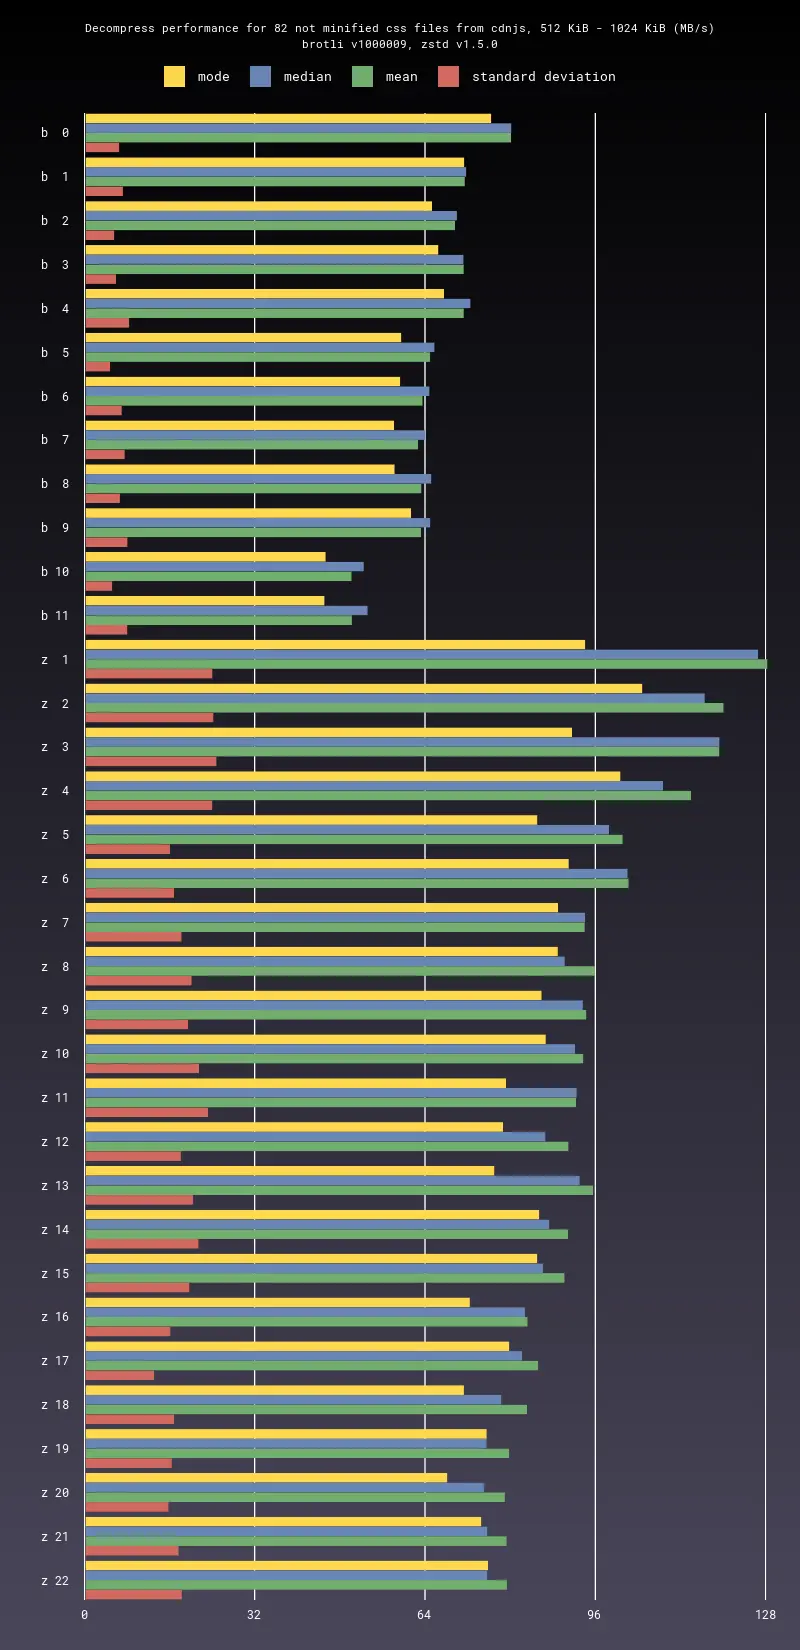 Decompress performance for 82 not minified css files from cdnjs, 512 KiB - 1024 KiB (MB/s)
brotli v1000009, zstd v1.5.0
mode median mean standard deviation
b 0
b 1
b 2
b 3
b 4
b 5
b 6
b 7
b 8
b 9
b 10
b 11
z 1
z 2
z 3
z 4
z 5
z 6
z 7
z 8
z 9
z 10
z 11
z 12
z 13
z 14
z 15
z 16
z 17
z 18
z 19
z 20
z 21
z 22
0 32 64 96 128